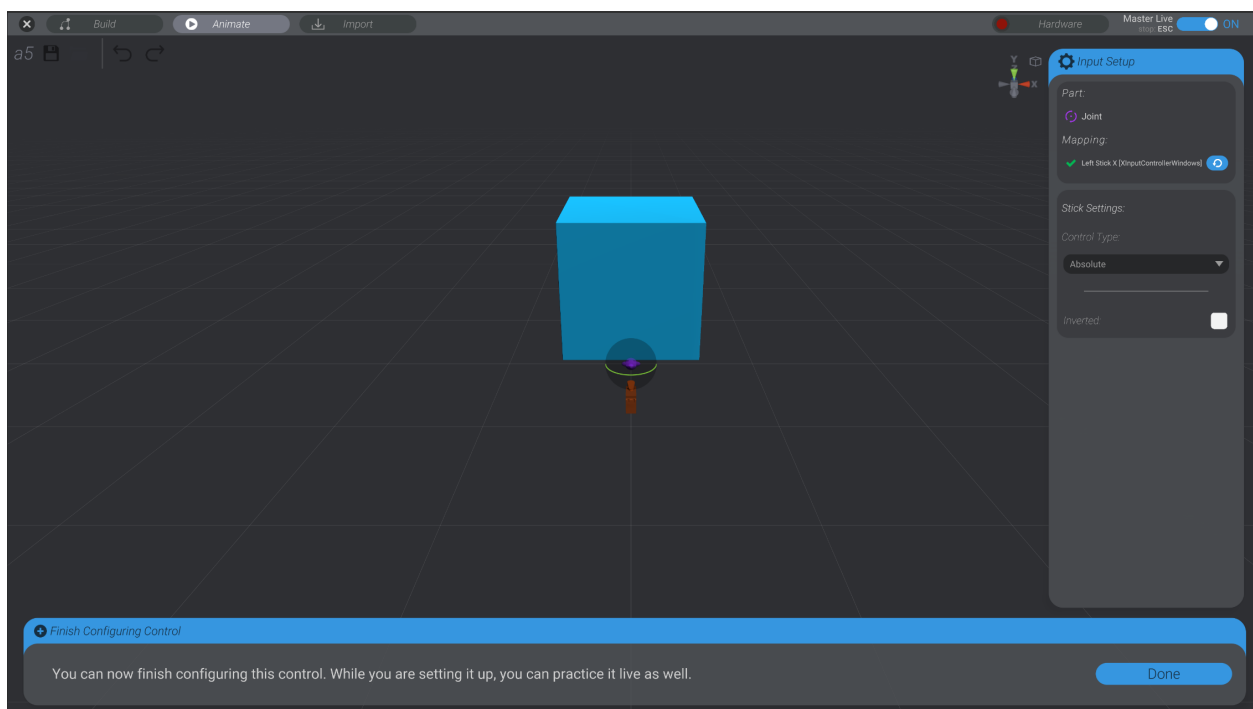 Build
Animate
Import
Hardware
Master Live
stop: ESC
ON
a5
Y
X
Input Setup
Part:
Joint
Mapping:
Left Stick X [XInputControllerWindows]
Stick Settings:
Control Type:
Absolute
Inverted:
Finish Configuring Control
You can now finish configuring this control. While you are setting it up, you can practice it live as well.
Done